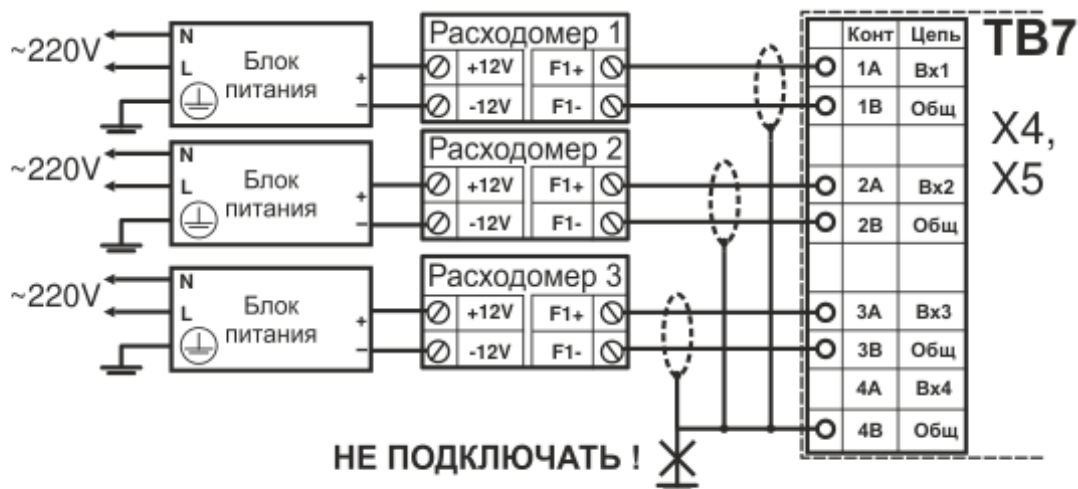 ~220V N L Блок питания + − Расходомер 1
+12V F1+
-12V F1-
~220V N L Блок питания + − Расходомер 2
+12V F1+
-12V F1-
~220V N L Блок питания + − Расходомер 3
+12V F1+
-12V F1-
Конт Цепь
1A Вх1
1B Общ
2A Вх2
2B Общ
3A Вх3
3B Общ
4A Вх4
4B Общ
ТВ7
X4,
X5
НЕ ПОДКЛЮЧАТЬ !